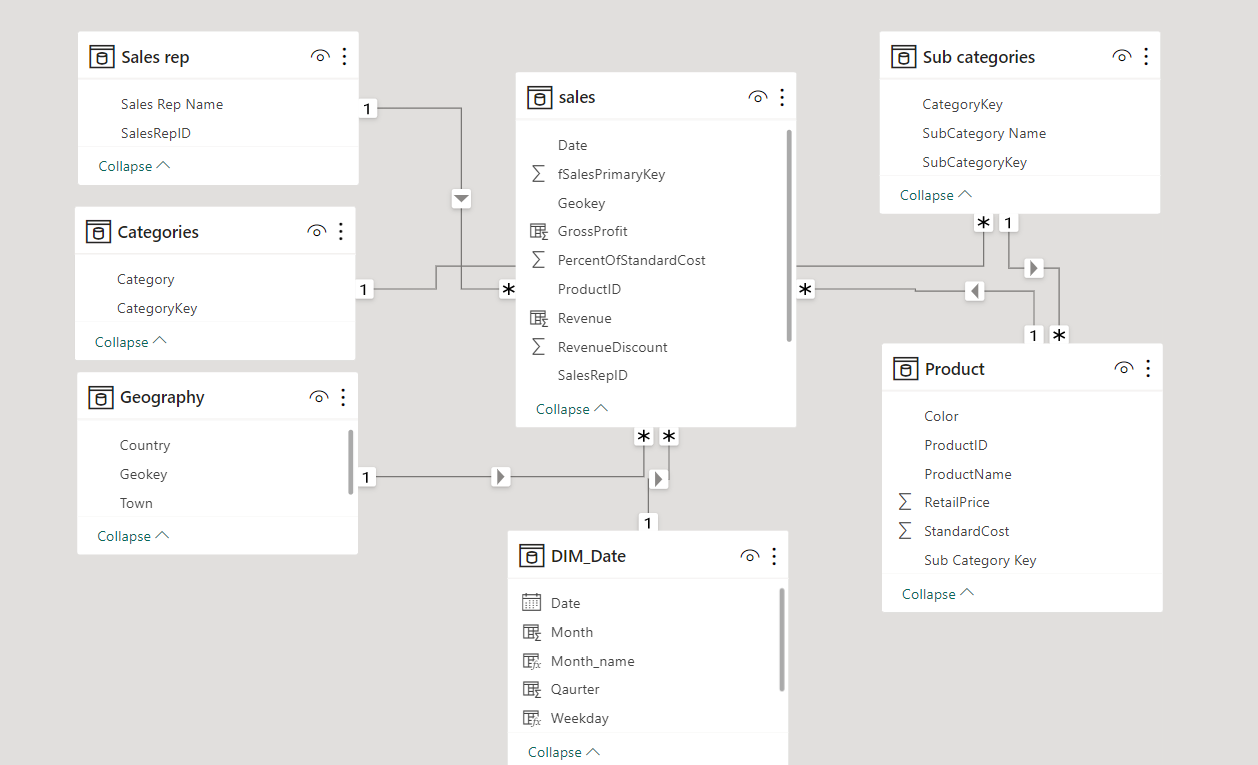 Sales rep
Sales Rep Name
SalesRepID
Collapse
1
Categories
Category
CategoryKey
Collapse
1
Geography
Country
Geokey
Town
Collapse
1
sales
Date
fSalesPrimaryKey
Geokey
GrossProfit
PercentOfStandardCost
ProductID
Revenue
RevenueDiscount
SalesRepID
Collapse
*
*
* *
1
DIM_Date
Date
Month
Month_name
Qaurter
Weekday
Collapse
Sub categories
CategoryKey
SubCategory Name
SubCategoryKey
Collapse
* 1
1 *
Product
Color
ProductID
ProductName
RetailPrice
StandardCost
Sub Category Key
Collapse